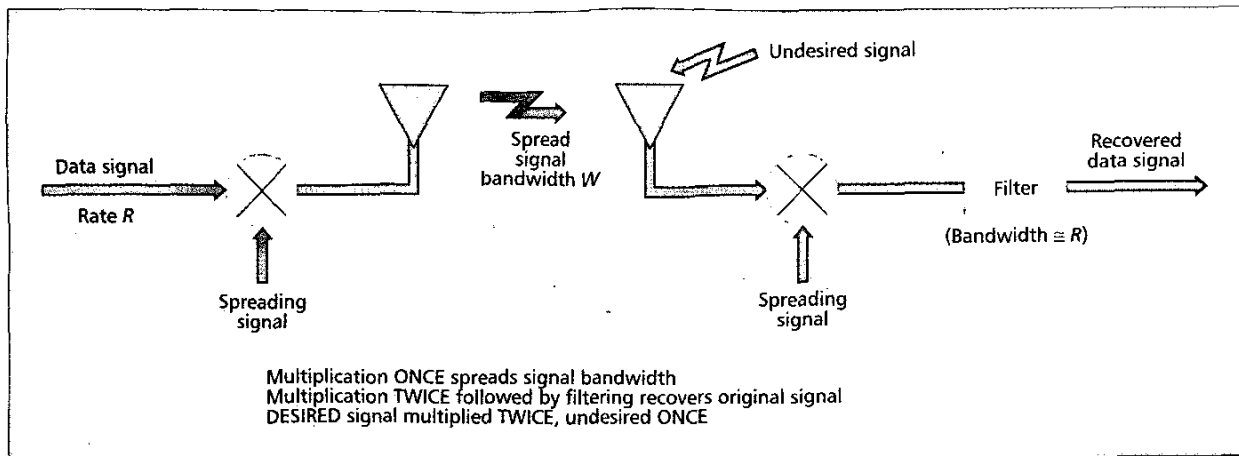 Undesired signal
Data signal
Rate R
Spreading
signal
Spread
signal
bandwidth W
Spreading
signal
Filter
(Bandwidth ≅ R)
Recovered
data signal
Multiplication ONCE spreads signal bandwidth
Multiplication TWICE followed by filtering recovers original signal
DESIRED signal multiplied TWICE, undesired ONCE